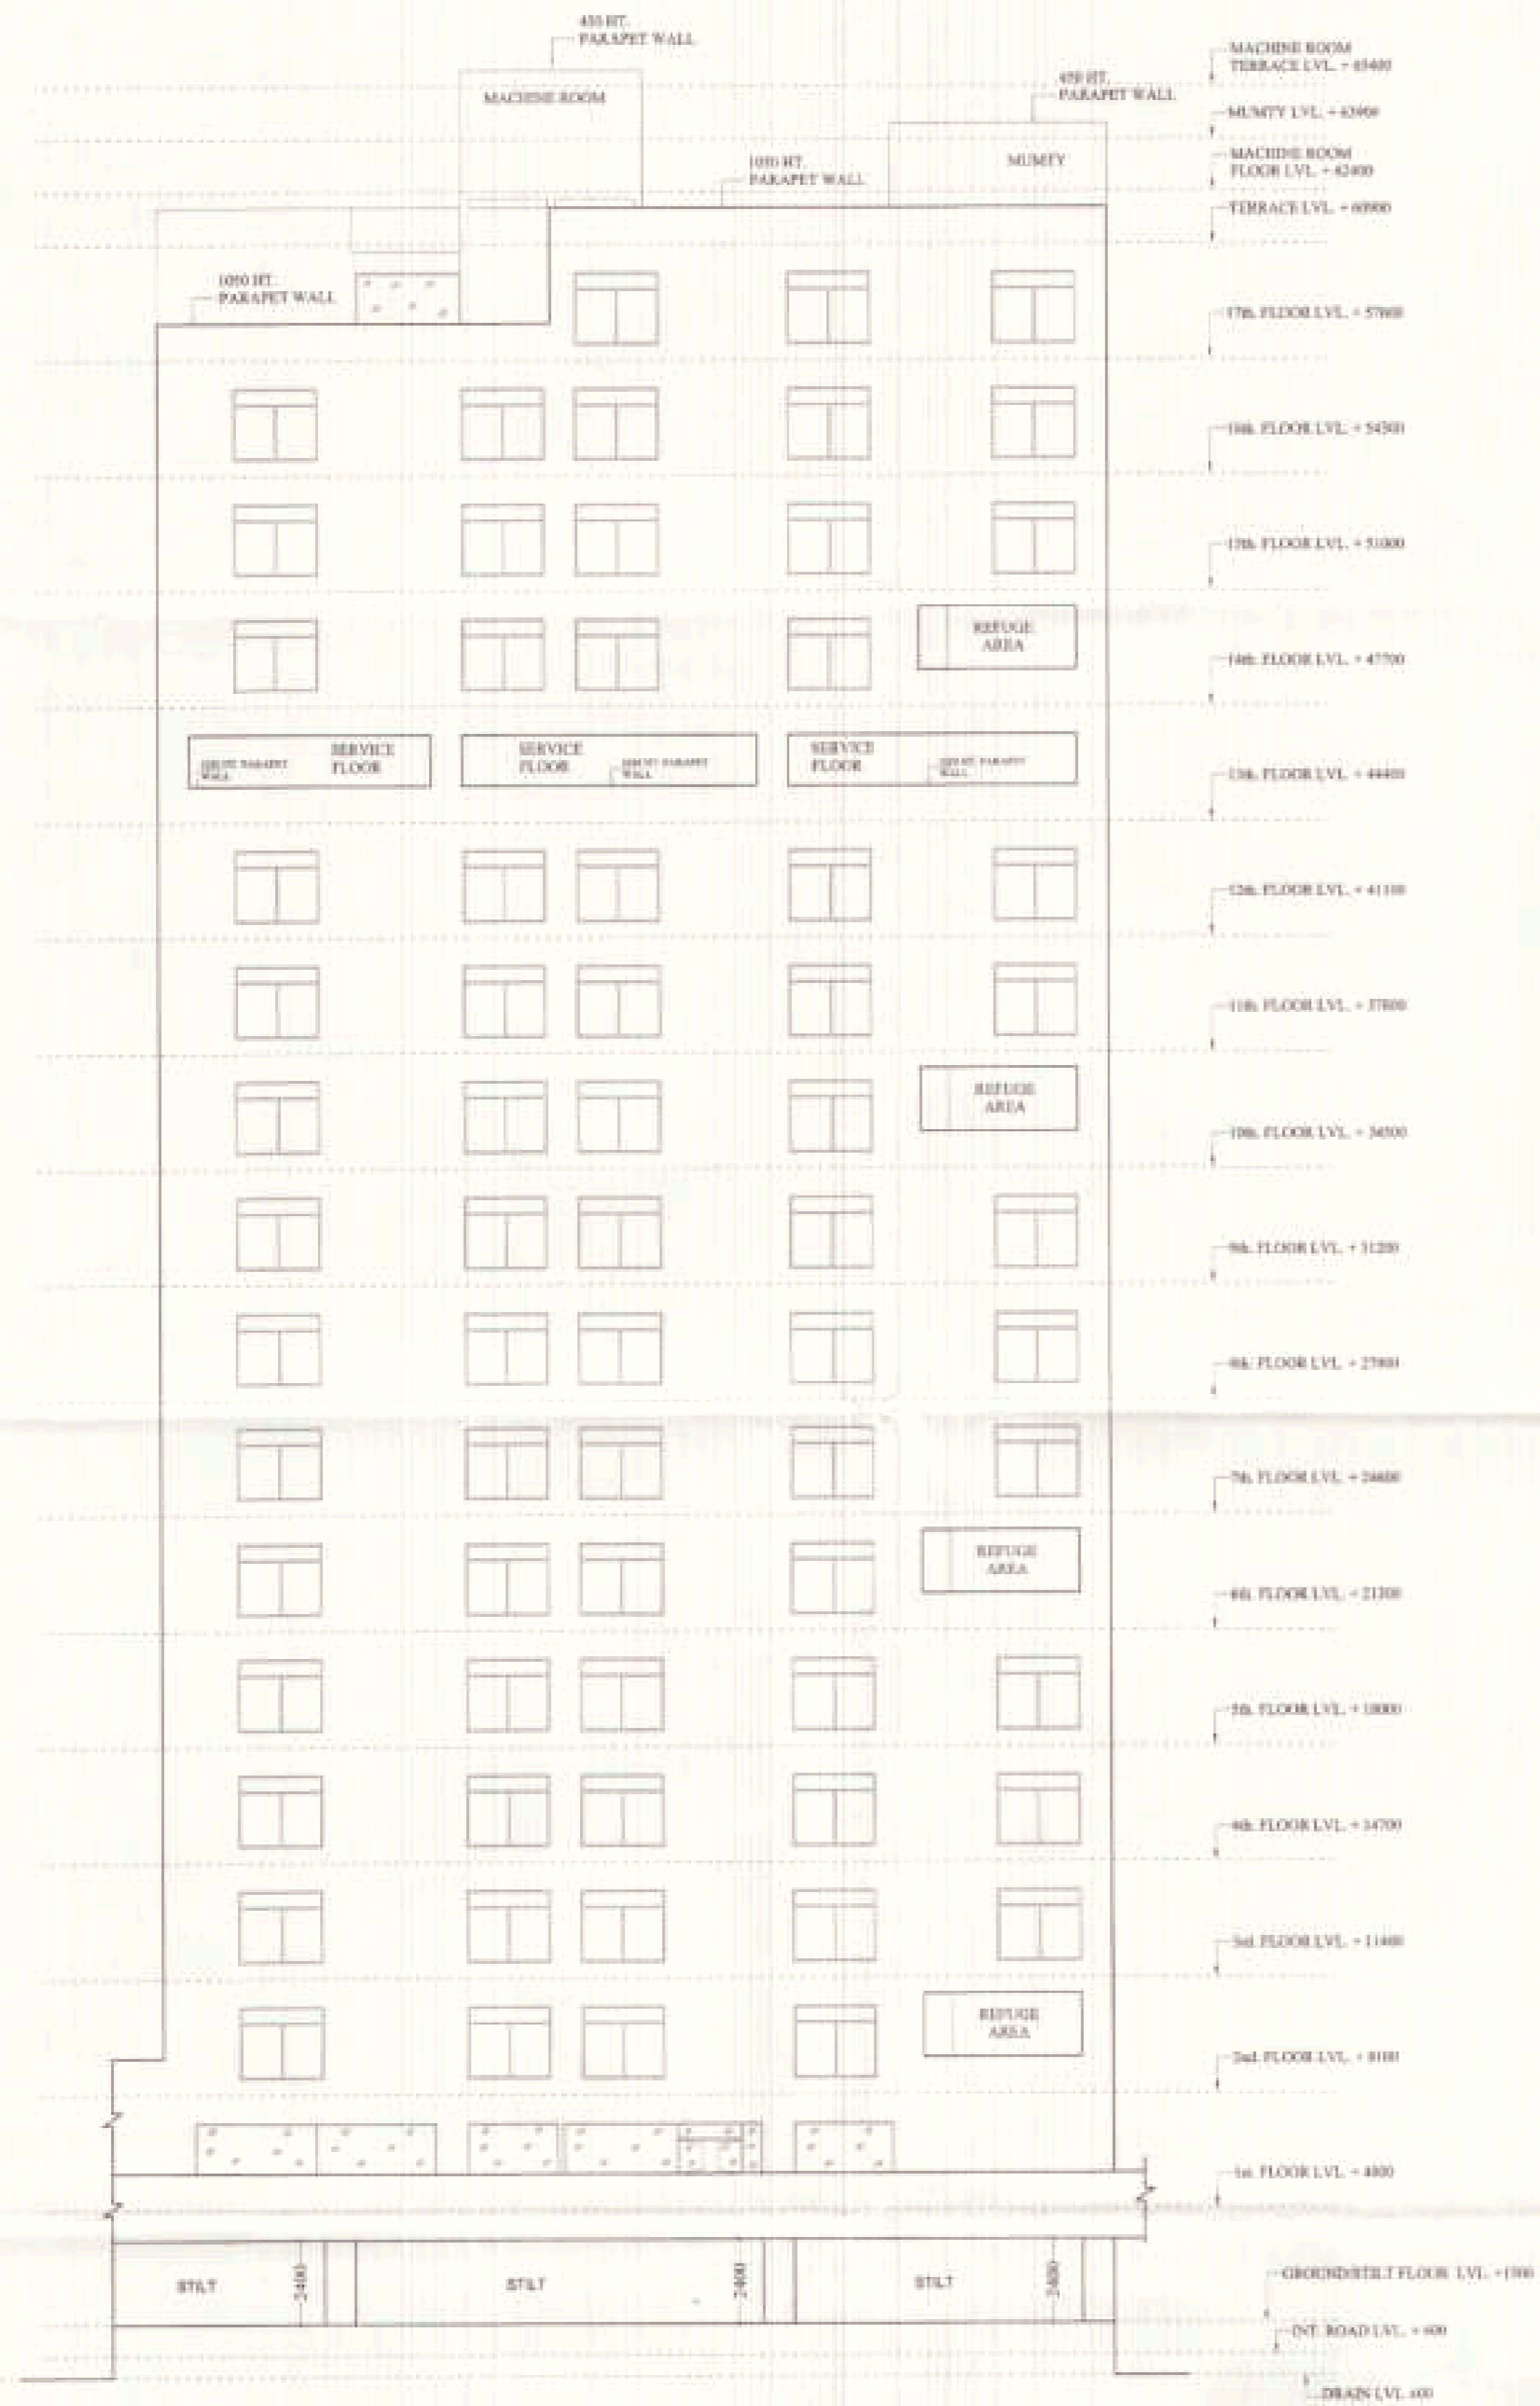 450 HT.
PARAPET WALL
MACHINE ROOM
TERRACE LVL. + 65400
MACHINE ROOM
450 HT.
PARAPET WALL
MUMTY LVL. + 63900
MUMTY
MACHINE ROOM
FLOOR LVL. + 62400
1050 HT.
PARAPET WALL
TERRACE LVL. + 60900
1050 HT.
PARAPET WALL
17th. FLOOR LVL. + 57600
16th. FLOOR LVL. + 54300
15th. FLOOR LVL. + 51000
REFUGE
AREA
14th. FLOOR LVL. + 47700
SERVICE
FLOOR
PARAPET
WALL
SERVICE
FLOOR
PARAPET
WALL
SERVICE
FLOOR
PARAPET
WALL
13th. FLOOR LVL. + 44400
12th. FLOOR LVL. + 41100
11th. FLOOR LVL. + 37800
REFUGE
AREA
10th. FLOOR LVL. + 34500
9th. FLOOR LVL. + 31200
8th. FLOOR LVL. + 27900
7th. FLOOR LVL. + 24600
REFUGE
AREA
6th. FLOOR LVL. + 21300
5th. FLOOR LVL. + 18000
4th. FLOOR LVL. + 14700
3rd. FLOOR LVL. + 11400
REFUGE
AREA
2nd. FLOOR LVL. + 8100
1st. FLOOR LVL. + 4800
STILT
2400
STILT
2400
STILT
2400
GROUND/STILT FLOOR LVL. +1500
INT. ROAD LVL. + 600
DRAIN LVL ±00